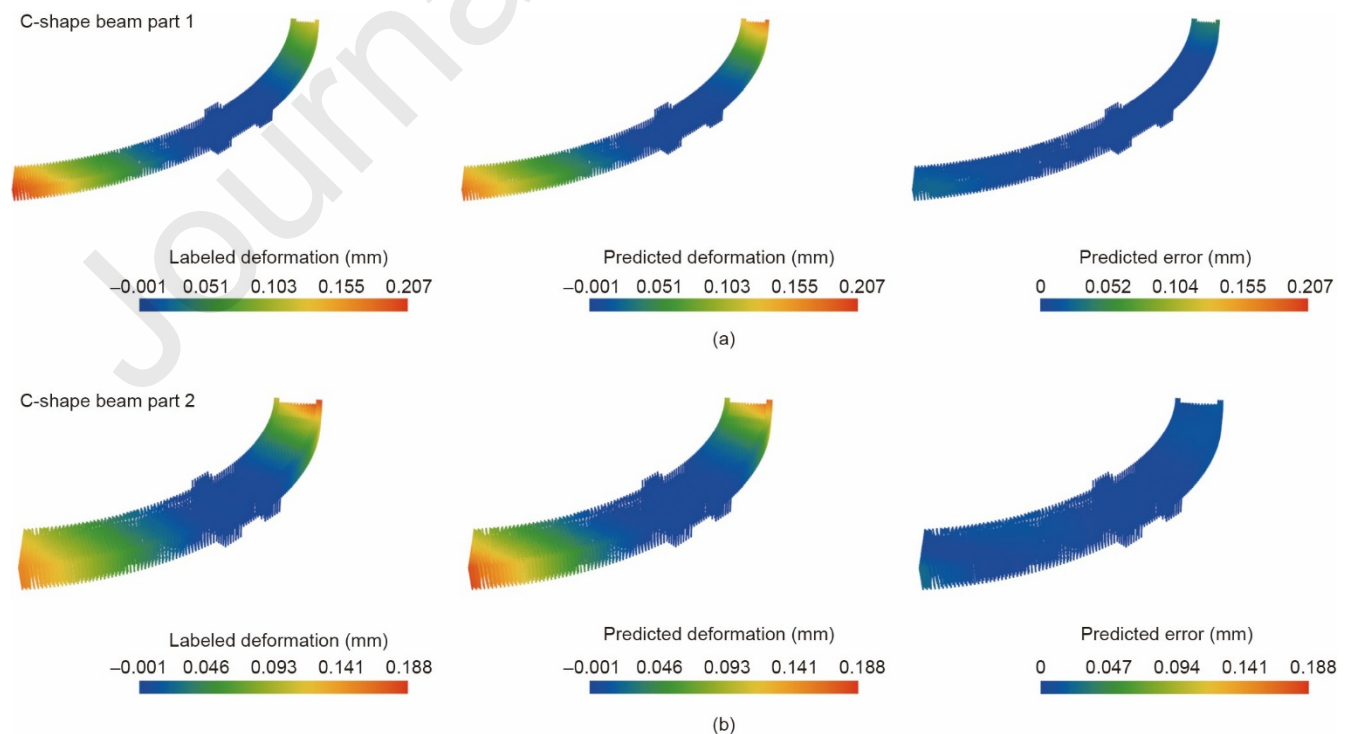 C-shape beam part 1
Journa
Labeled deformation (mm)
–0.001 0.051 0.103 0.155 0.207
Predicted deformation (mm)
–0.001 0.051 0.103 0.155 0.207
Predicted error (mm)
0 0.052 0.104 0.155 0.207
(a)
C-shape beam part 2
Labeled deformation (mm)
–0.001 0.046 0.093 0.141 0.188
Predicted deformation (mm)
–0.001 0.046 0.093 0.141 0.188
Predicted error (mm)
0 0.047 0.094 0.141 0.188
(b)